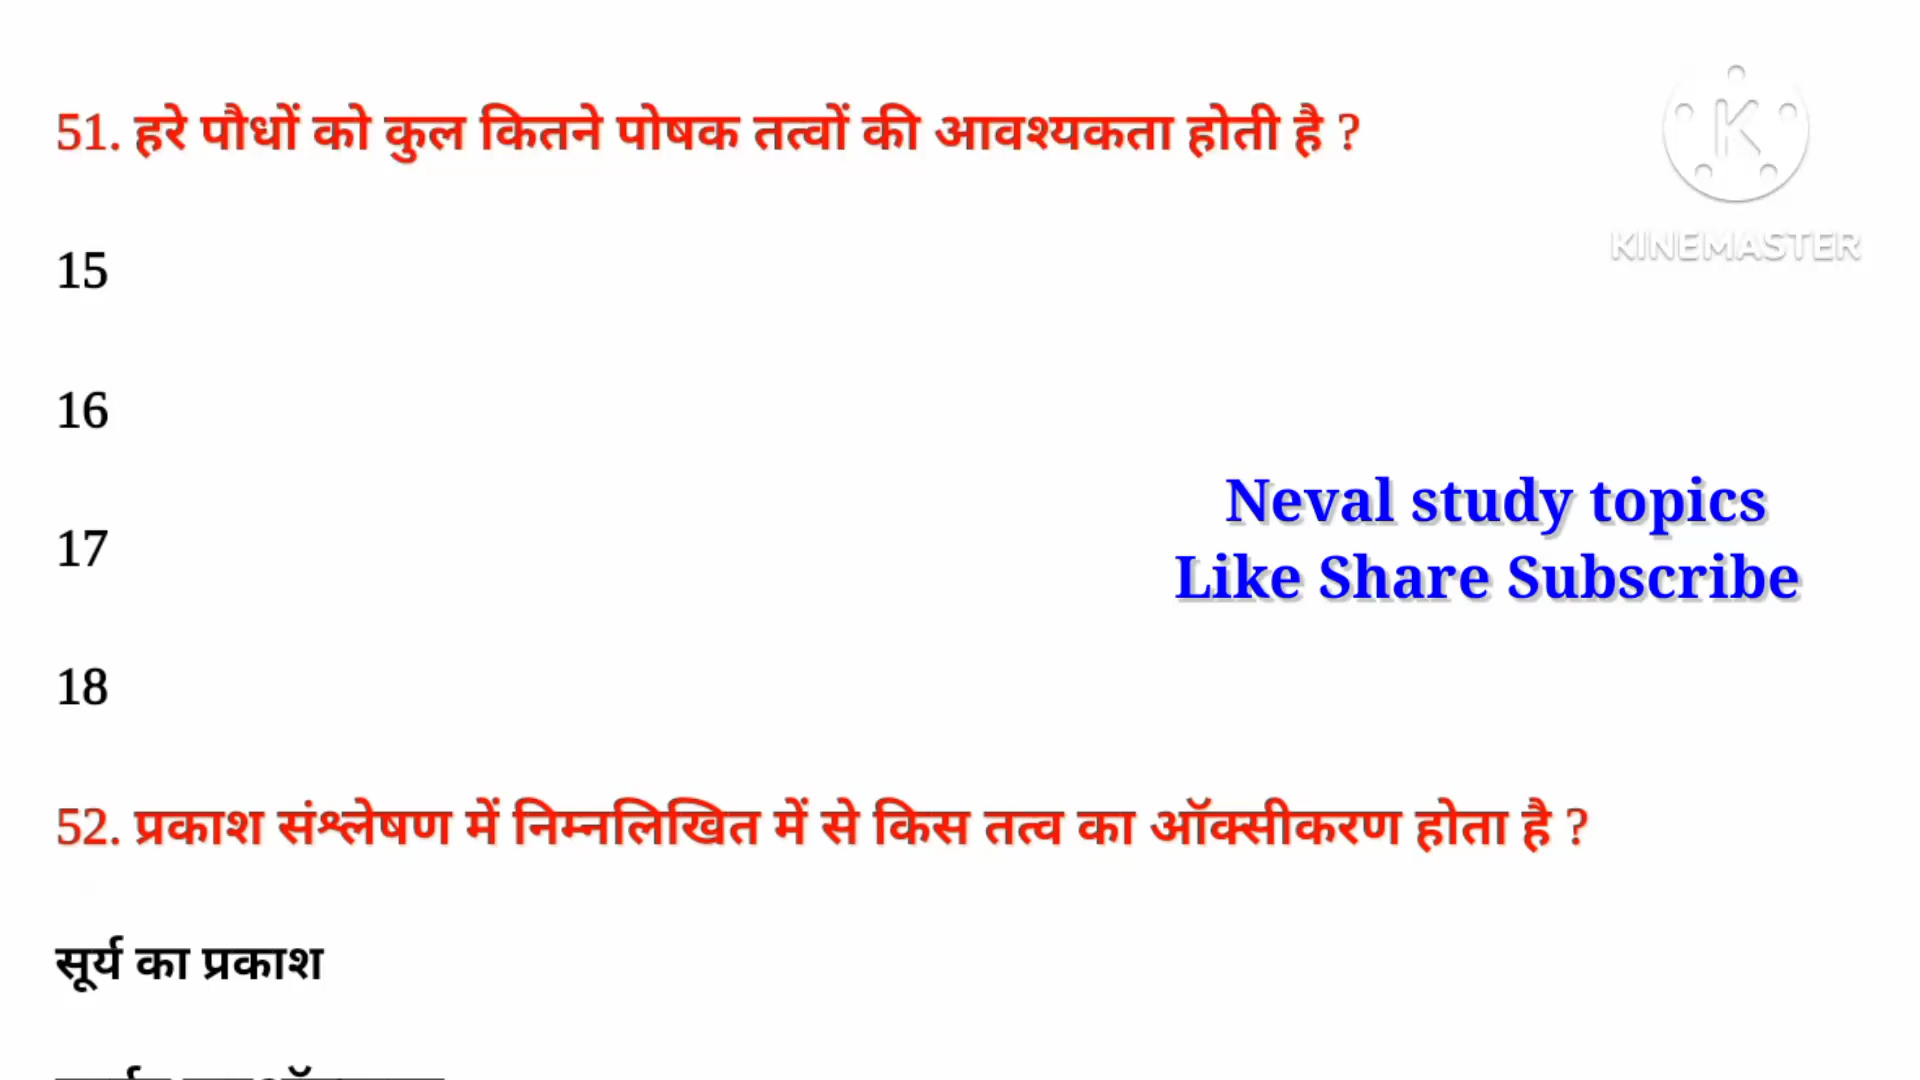 51. हरे पौधों को कुल कितने पोषक तत्वों की आवश्यकता होती है ?
KINEMASTER
15
16
17
Neval study topics
Like Share Subscribe
18
52. प्रकाश संश्लेषण में निम्नलिखित में से किस तत्व का ऑक्सीकरण होता है ?
सूर्य का प्रकाश